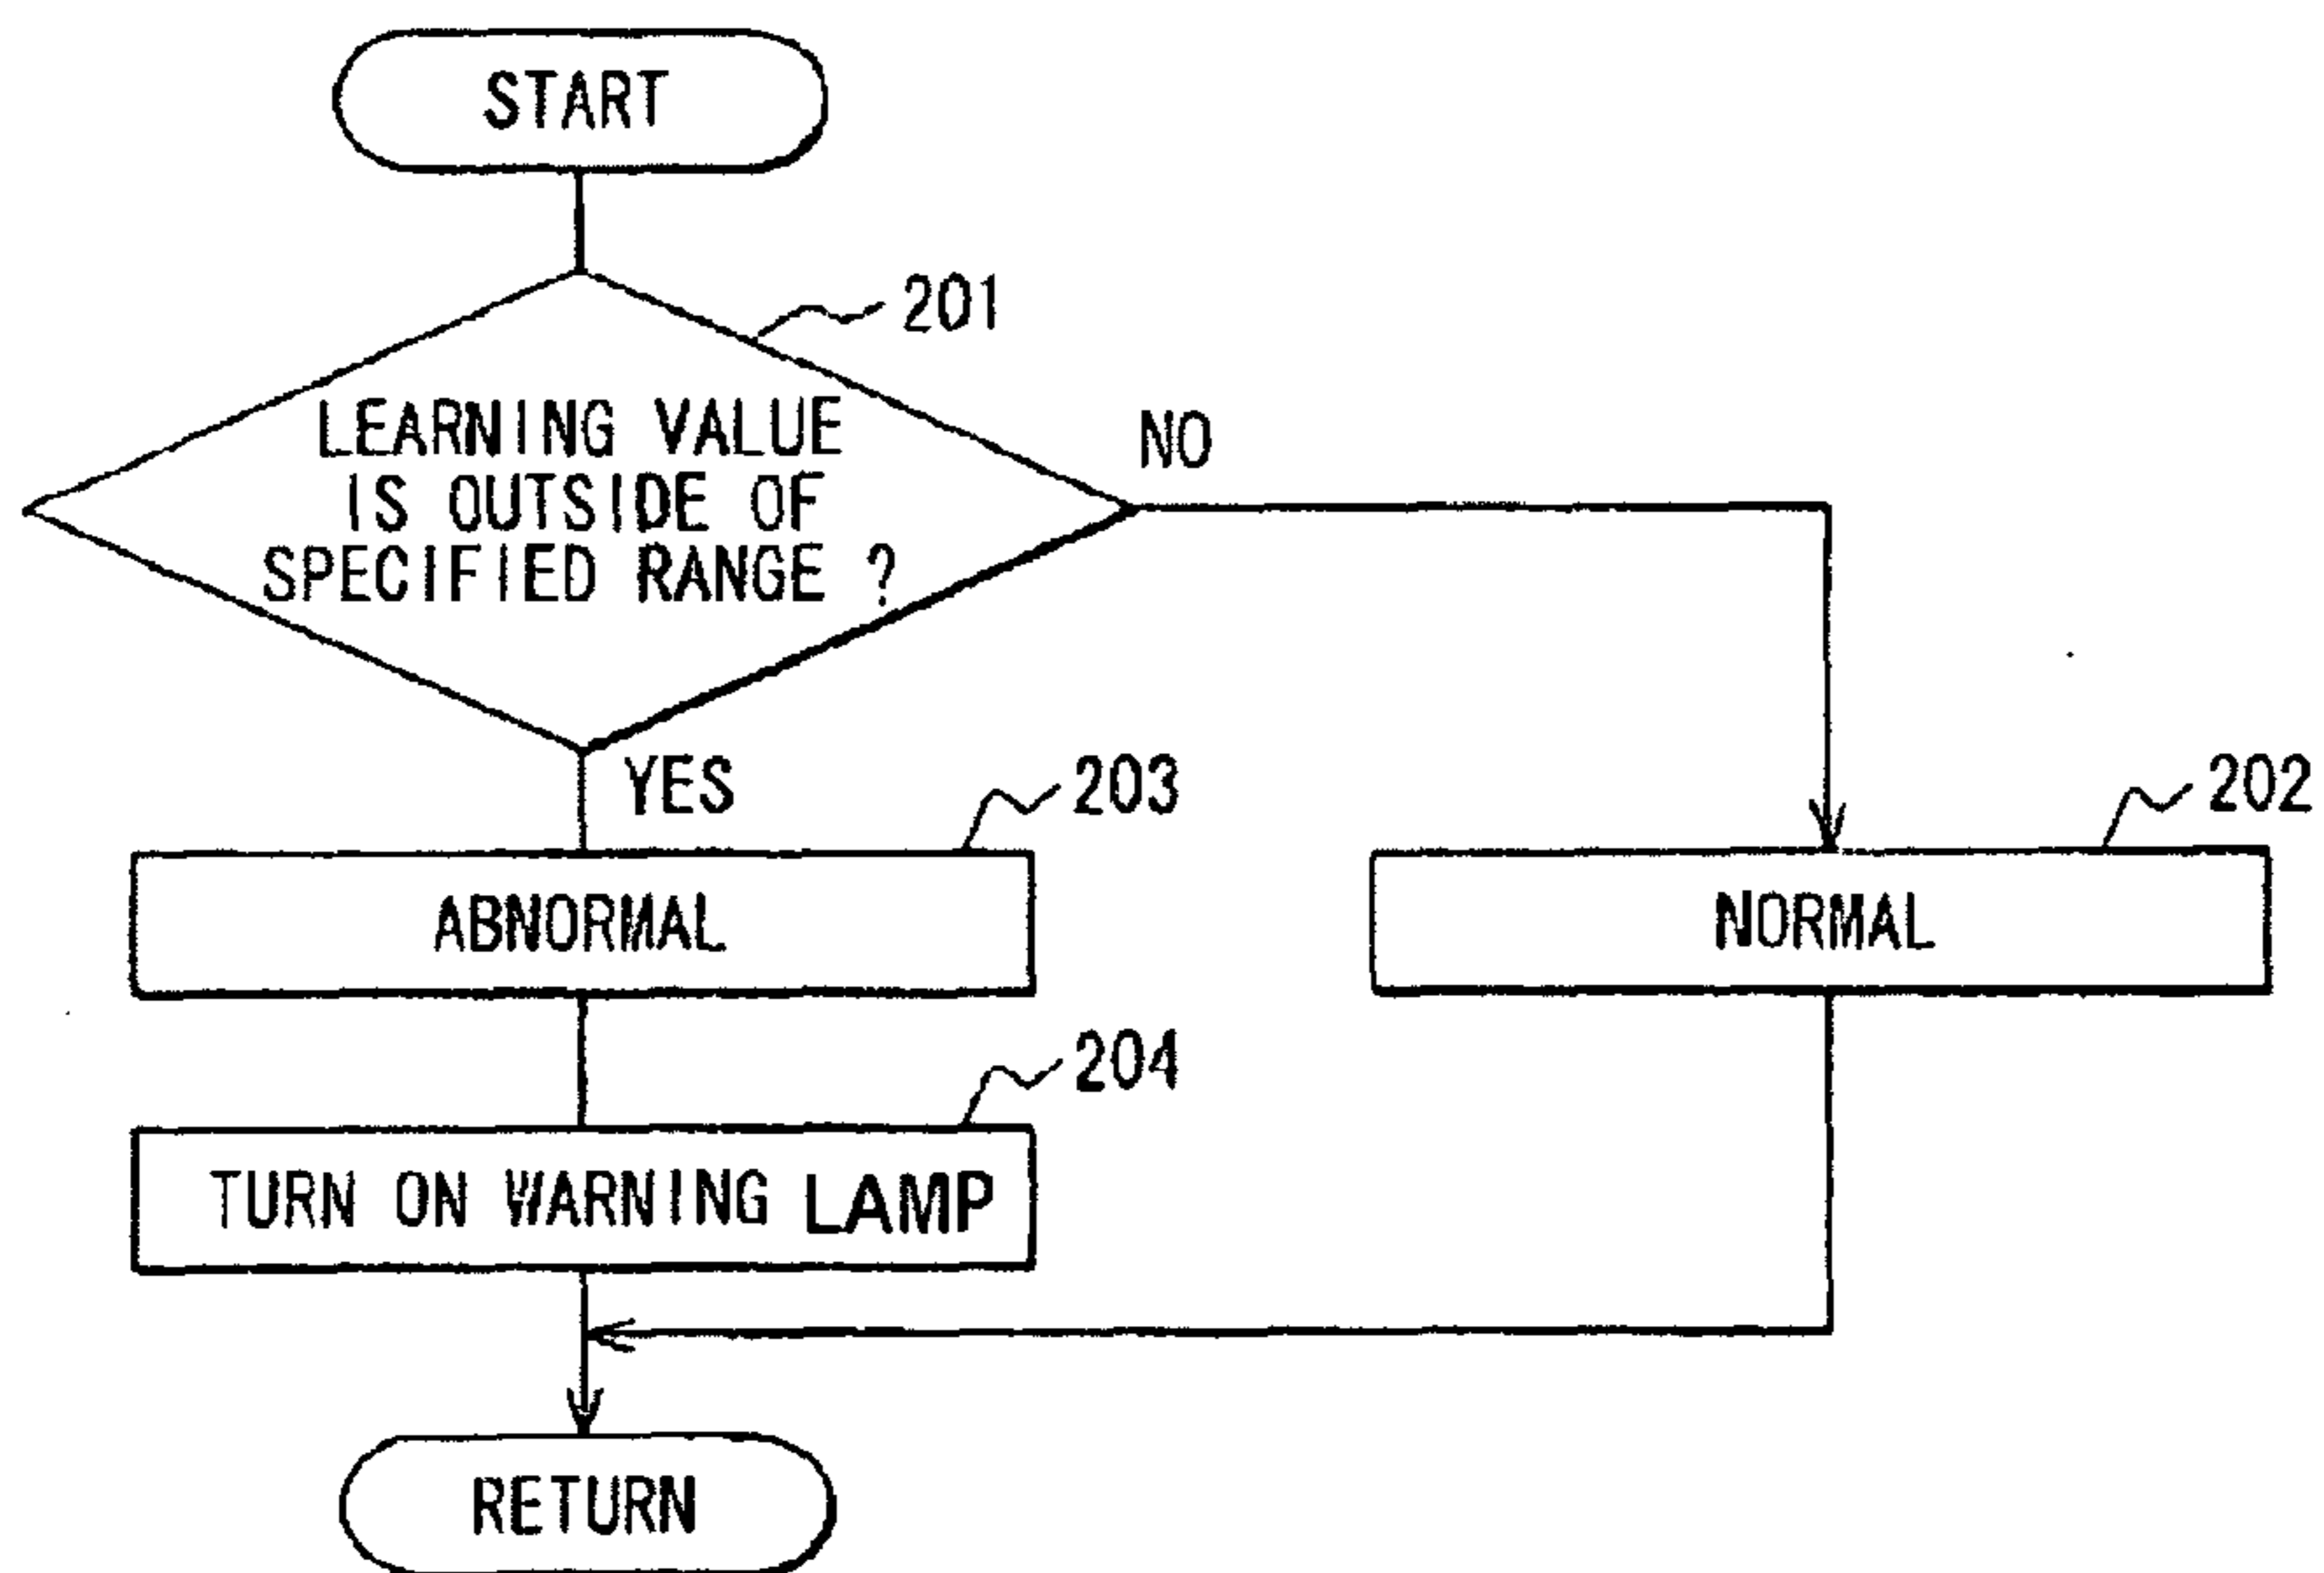 START
201
LEARNING VALUE
IS OUTSIDE OF
SPECIFIED RANGE ?
NO
YES
203
202
ABNORMAL
NORMAL
204
TURN ON WARNING LAMP
RETURN